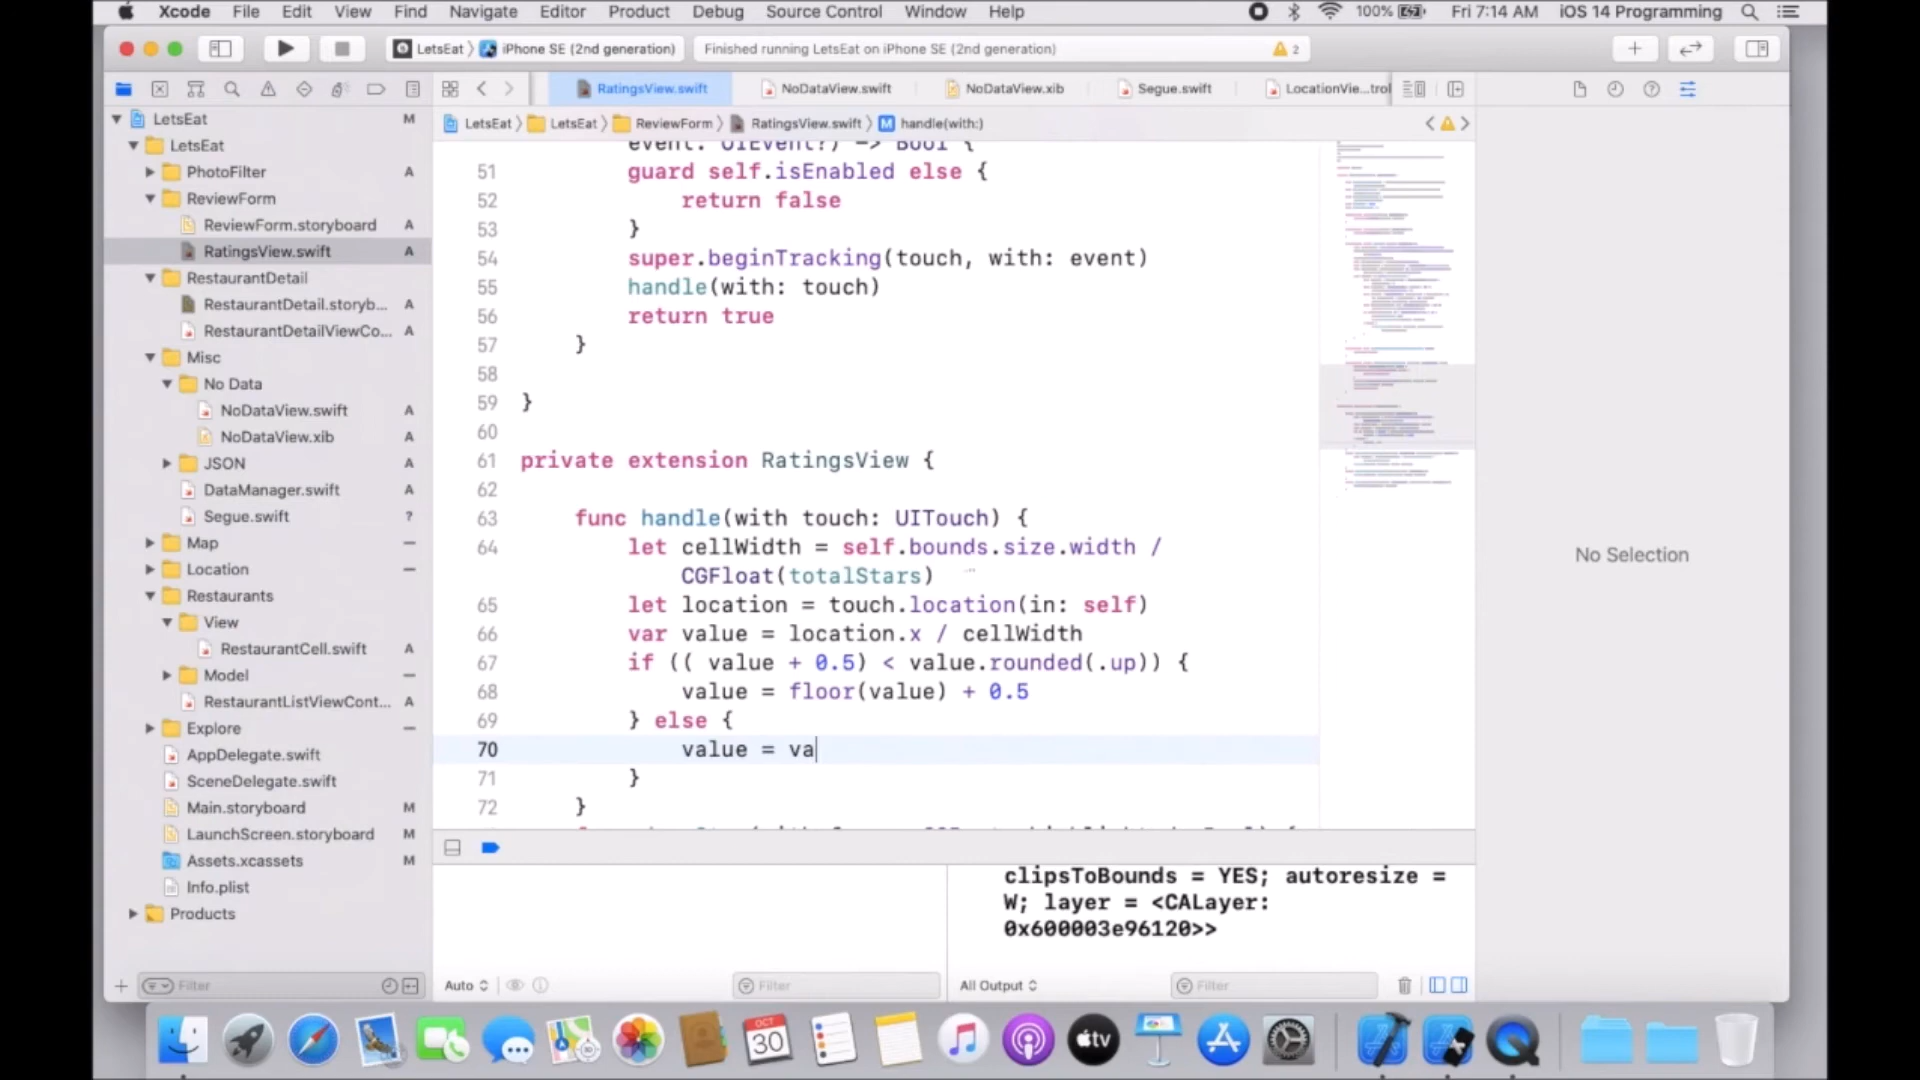 Xcode File Edit View Find Navigate Editor Product Debug Source Control Window Help 100% Fri 7:14 AM iOS 14 Programming
LetsEat iPhone SE (2nd generation) Finished running LetsEat on iPhone SE (2nd generation) 2
RatingsView.swift NoDataView.swift NoDataView.xib Segue.swift LocationVie...trol
LetsEat LetsEat ReviewForm RatingsView.swift M handle(with:)
LetsEat M
LetsEat
PhotoFilter A
ReviewForm
ReviewForm.storyboard A
RatingsView.swift A
RestaurantDetail
RestaurantDetail.storyb... A
RestaurantDetailViewCo... A
Misc
No Data
NoDataView.swift A
NoDataView.xib A
JSON A
DataManager.swift A
Segue.swift ?
Map –
Location –
Restaurants
View
RestaurantCell.swift A
Model –
RestaurantListViewCont... A
Explore –
AppDelegate.swift
SceneDelegate.swift
Main.storyboard M
LaunchScreen.storyboard M
Assets.xcassets M
Info.plist
Products
Filter
event: UIEvent?) -> Bool {
51 guard self.isEnabled else {
52 return false
53 }
54 super.beginTracking(touch, with: event)
55 handle(with: touch)
56 return true
57 }
58
59 }
60
61 private extension RatingsView {
62
63 func handle(with touch: UITouch) {
64 let cellWidth = self.bounds.size.width /
CGFloat(totalStars)
65 let location = touch.location(in: self)
66 var value = location.x / cellWidth
67 if (( value + 0.5) < value.rounded(.up)) {
68 value = floor(value) + 0.5
69 } else {
70 value = va
71 }
72 }
No Selection
clipsToBounds = YES; autoresize =
W; layer = <CALayer:
0x600003e96120>>
Auto Filter All Output Filter
OCT
30
tv